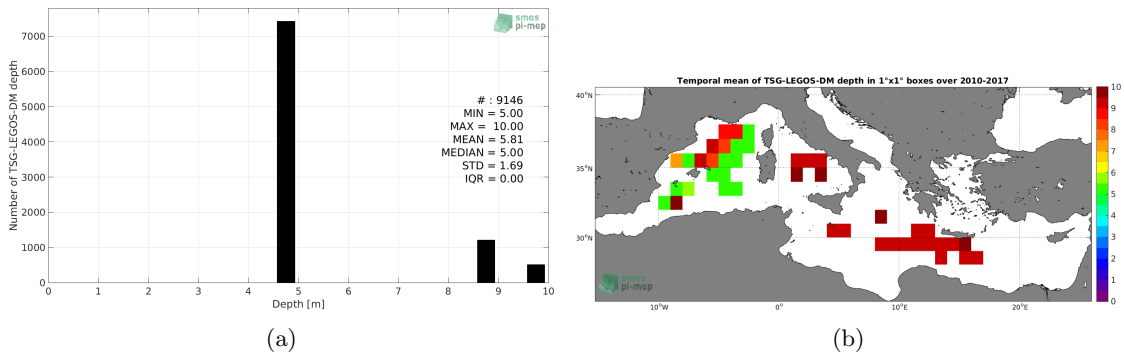 smos
pi-mep
7000
6000
5000
4000
3000
2000
1000
0
Number of TSG-LEGOS-DM depth
# : 9146
MIN = 5.00
MAX = 10.00
MEAN = 5.81
MEDIAN = 5.00
STD = 1.69
IQR = 0.00
0 1 2 3 4 5 6 7 8 9 10
Depth [m]
(a)
Temporal mean of TSG-LEGOS-DM depth in 1°x1° boxes over 2010-2017
40°N
35°N
30°N
10°W 0° 10°E 20°E
smos
pi-mep
10
9
8
7
6
5
4
3
2
1
0
(b)